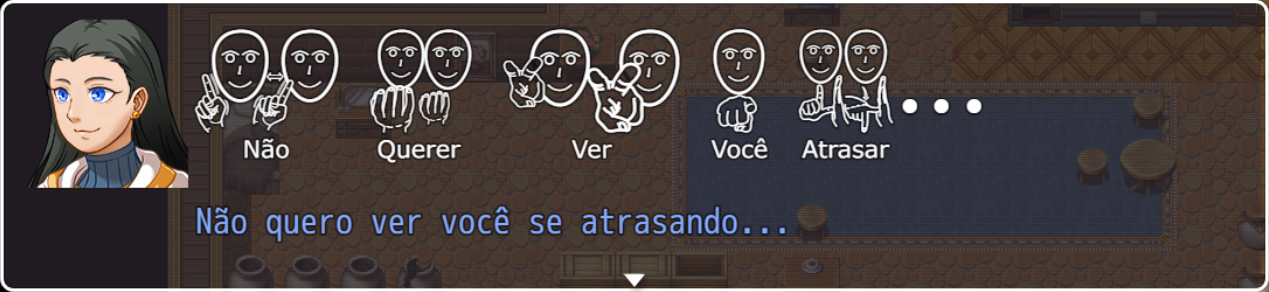 Não Querer Ver Você Atrasar ...
Não quero ver você se atrasando...